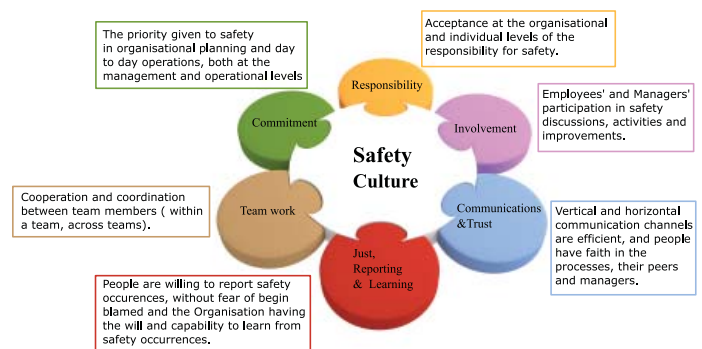 The priority given to safety
in organisational planning and day
to day operations, both at the
management and operational levels
Acceptance at the organisational
and individual levels of the
responsibility for safety.
Responsibility
Commitment
Involvement
Employees' and Managers'
participation in safety
discussions, activities and
improvements.
Safety
Culture
Cooperation and coordination
between team members ( within
a team, across teams).
Team work
Communications
&Trust
Vertical and horizontal
communication channels
are efficient, and people
have faith in the
processes, their peers
and managers.
Just,
Reporting
& Learning
People are willing to report safety
occurences, without fear of begin
blamed and the Organisation having
the will and capability to learn from
safety occurrences.